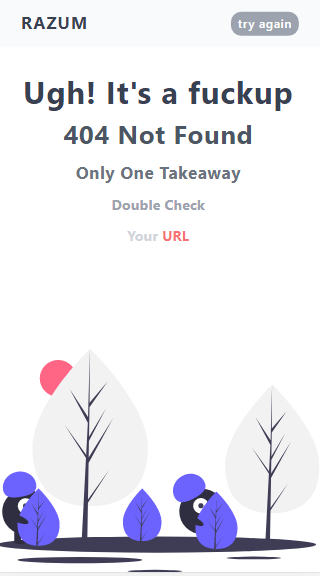 RAZUM
try again
Ugh! It's a fuckup
404 Not Found
Only One Takeaway
Double Check
Your URL